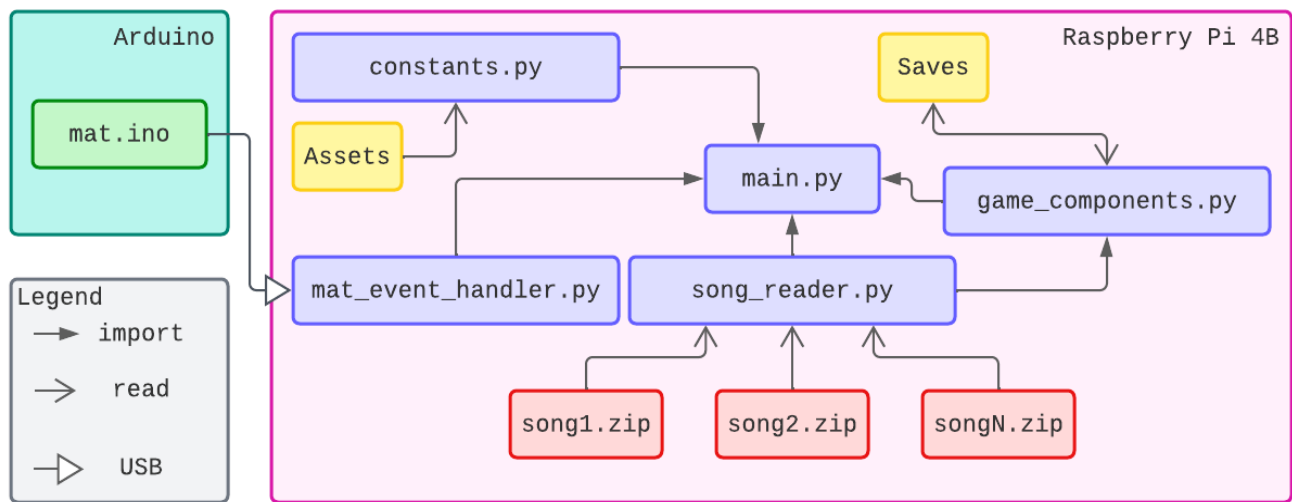 Arduino
mat.ino
Raspberry Pi 4B
constants.py
Saves
Assets
main.py
game_components.py
mat_event_handler.py
song_reader.py
song1.zip
song2.zip
songN.zip
Legend
import
read
USB